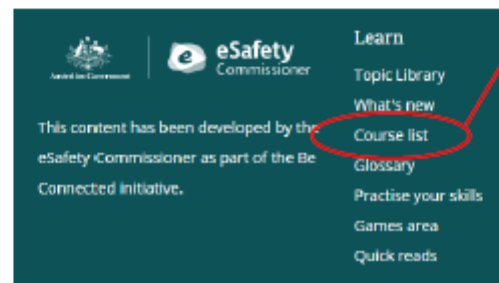 Australian Government
eSafety
Commissioner
This content has been developed by the
eSafety Commissioner as part of the Be
Connected initiative.
Learn
Topic Library
What's new
Course list
Glossary
Practise your skills
Games area
Quick reads